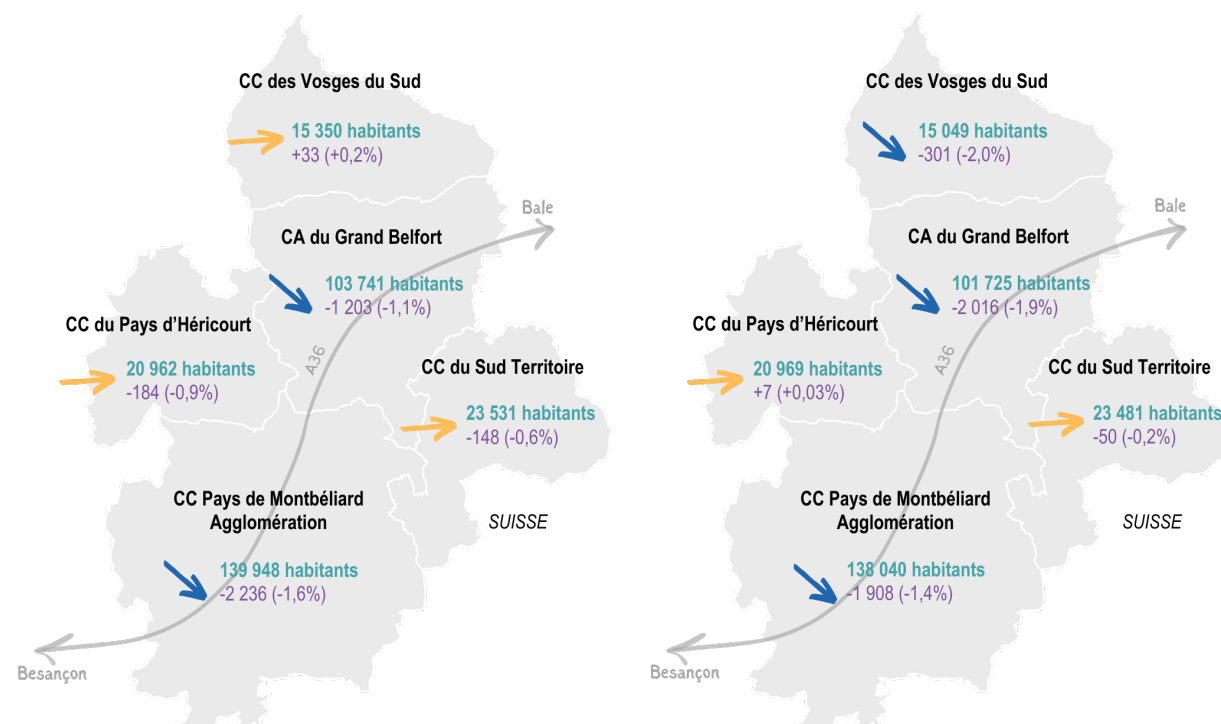 CC des Vosges du Sud
15 350 habitants
+33 (+0,2%)
Bale
CA du Grand Belfort
103 741 habitants
-1 203 (-1,1%)
CC du Pays d'Héricourt
20 962 habitants
-184 (-0,9%)
A36
CC du Sud Territoire
23 531 habitants
-148 (-0,6%)
CC Pays de Montbéliard
Agglomération
SUISSE
139 948 habitants
-2 236 (-1,6%)
Besançon
CC des Vosges du Sud
15 049 habitants
-301 (-2,0%)
Bale
CA du Grand Belfort
101 725 habitants
-2 016 (-1,9%)
CC du Pays d'Héricourt
20 969 habitants
+7 (+0,03%)
A36
CC du Sud Territoire
23 481 habitants
-50 (-0,2%)
CC Pays de Montbéliard
Agglomération
SUISSE
138 040 habitants
-1 908 (-1,4%)
Besançon